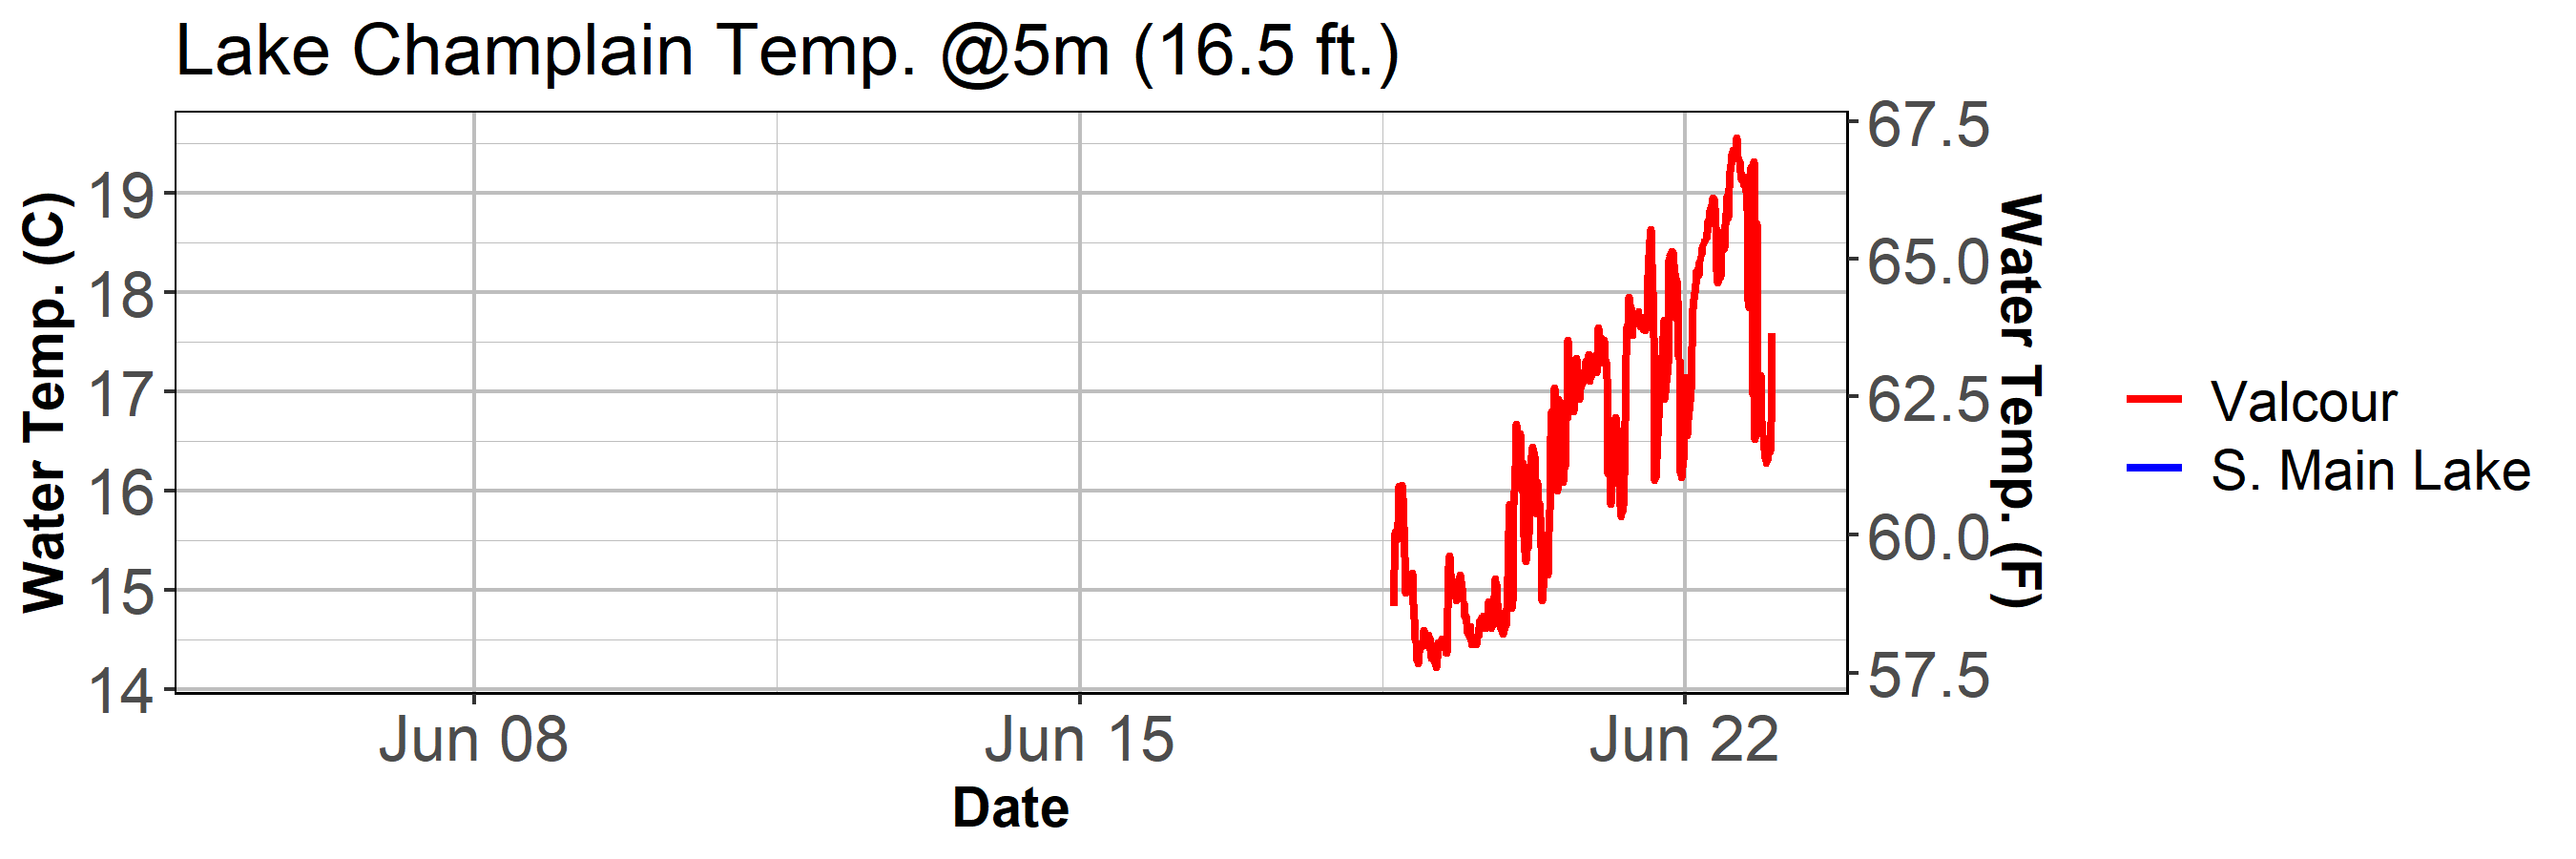 Lake Champlain Temp. @5m (16.5 ft.)
Water Temp. (C)
19
18
17
16
15
14
67.5
65.0
62.5
60.0
57.5
Water Temp. (F)
Jun 08
Jun 15
Jun 22
Date
Valcour
S. Main Lake